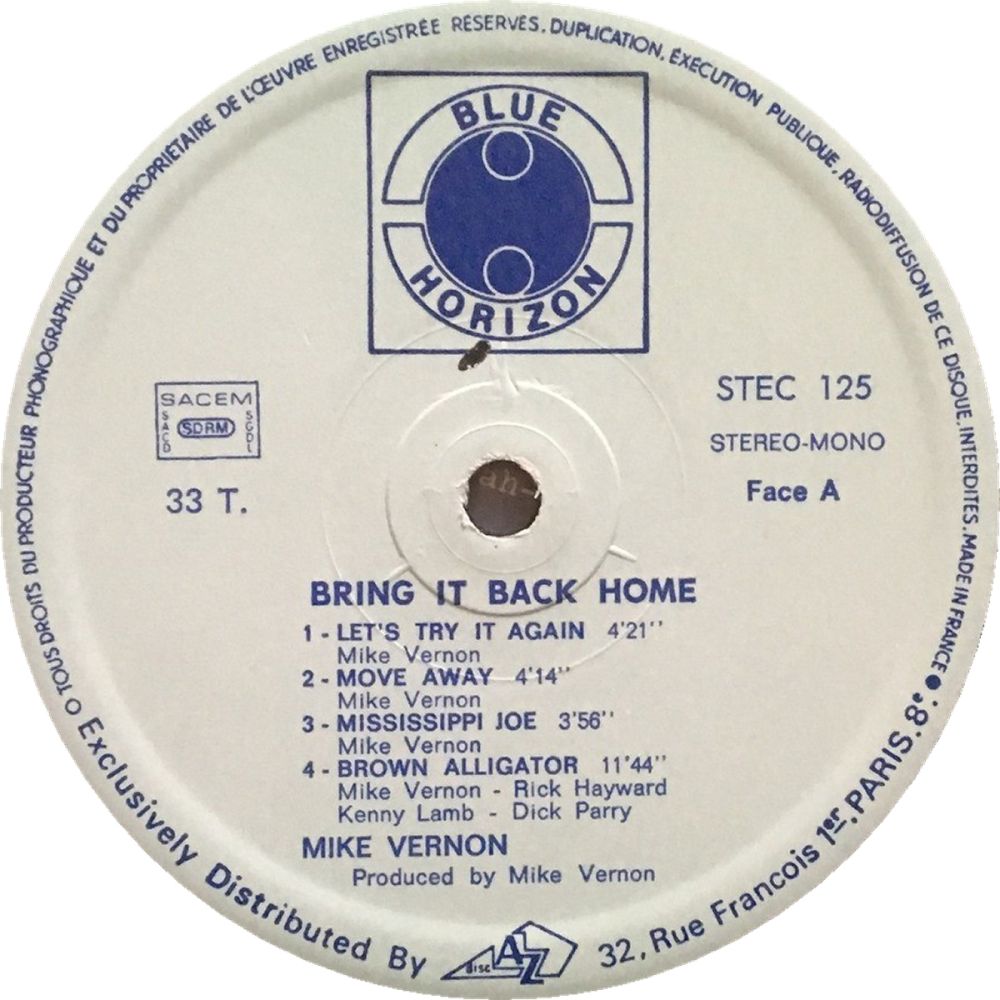 O TOUS DROITS DU PRODUCTEUR PHONOGRAPHIQUE ET DU PROPRIÉTAIRE DE L'ŒUVRE ENREGISTRÉE RÉSERVÉS. DUPLICATION, EXÉCUTION PUBLIQUE, RADIODIFFUSION DE CE DISQUE, INTERDITES. MADE IN FRANCE ●
BLUE
HORIZON
SACEM
SACD
SDRM
SGDL
33 T.
STEC 125
STEREO-MONO
Face A
BRING IT BACK HOME
1 - LET'S TRY IT AGAIN 4'21''
Mike Vernon
2 - MOVE AWAY 4'14''
Mike Vernon
3 - MISSISSIPPI JOE 3'56''
Mike Vernon
4 - BROWN ALLIGATOR 11'44''
Mike Vernon - Rick Hayward
Kenny Lamb - Dick Parry
MIKE VERNON
Produced by Mike Vernon
Exclusively Distributed By DISC AZ 32, Rue Francois 1er, PARIS. 8e.